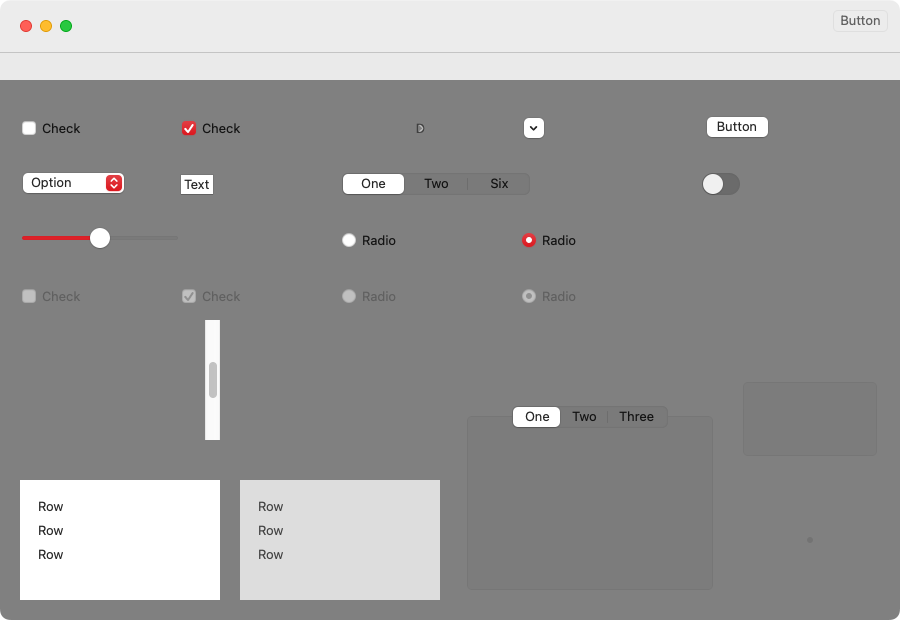 Button
Check
Check
D
Button
Option
Text
One
Two
Six
Radio
Radio
Check
Check
Radio
Radio
One
Two
Three
Row
Row
Row
Row
Row
Row